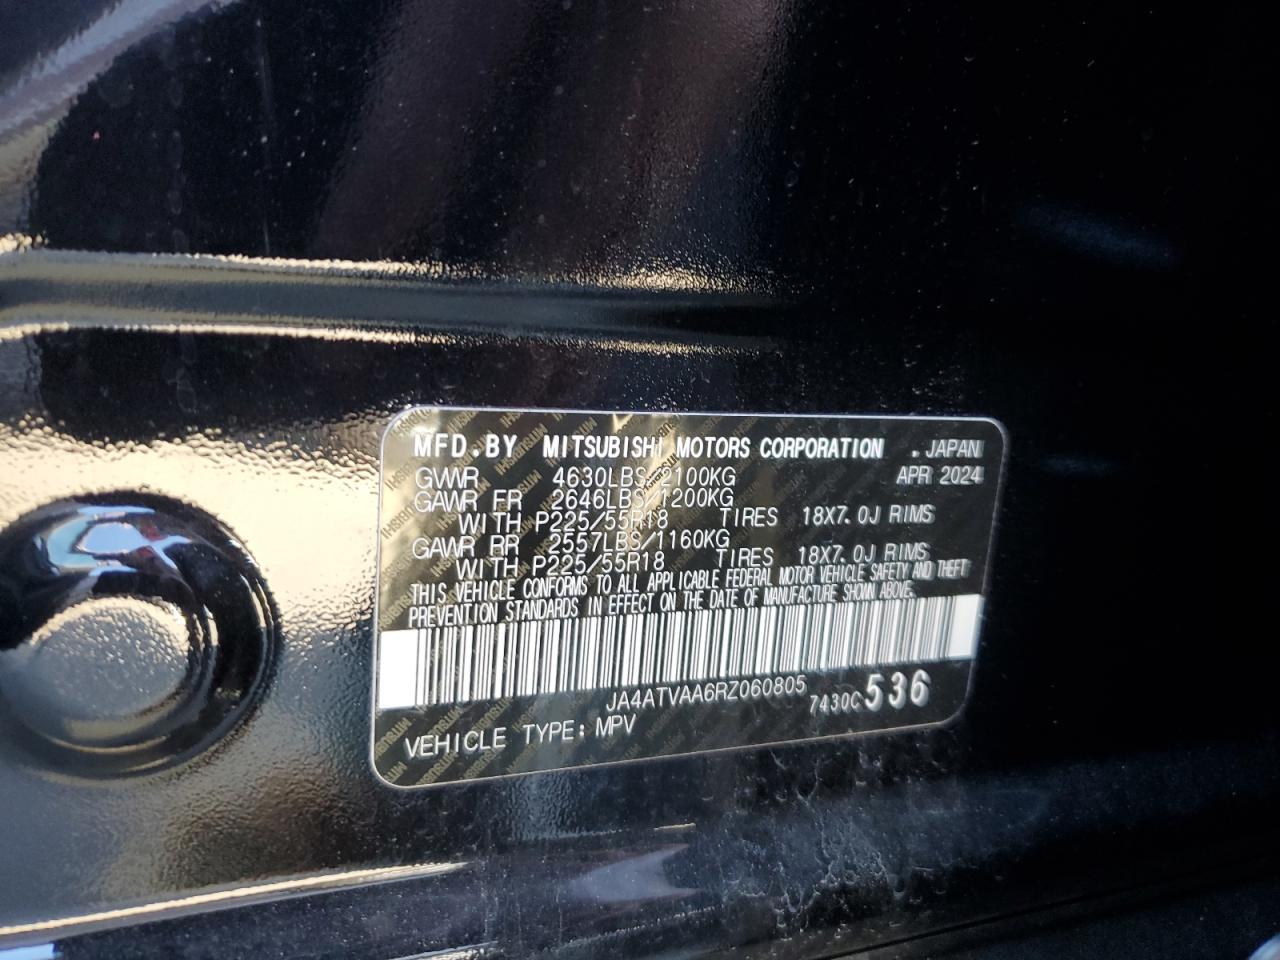 MFD.BY MITSUBISHI MOTORS CORPORATION .JAPAN
GVWR 4630LBS/2100KG APR 2024
GAWR FR 2646LBS/1200KG
WITH P225/55R18 TIRES 18X7.0J RIMS
GAWR RR 2557LBS/1160KG
WITH P225/55R18 TIRES 18X7.0J RIMS
THIS VEHICLE CONFORMS TO ALL APPLICABLE FEDERAL MOTOR VEHICLE SAFETY AND THEFT
PREVENTION STANDARDS IN EFFECT ON THE DATE OF MANUFACTURE SHOWN ABOVE.
JA4ATVAA6RZ060805 7430C 536
VEHICLE TYPE: MPV